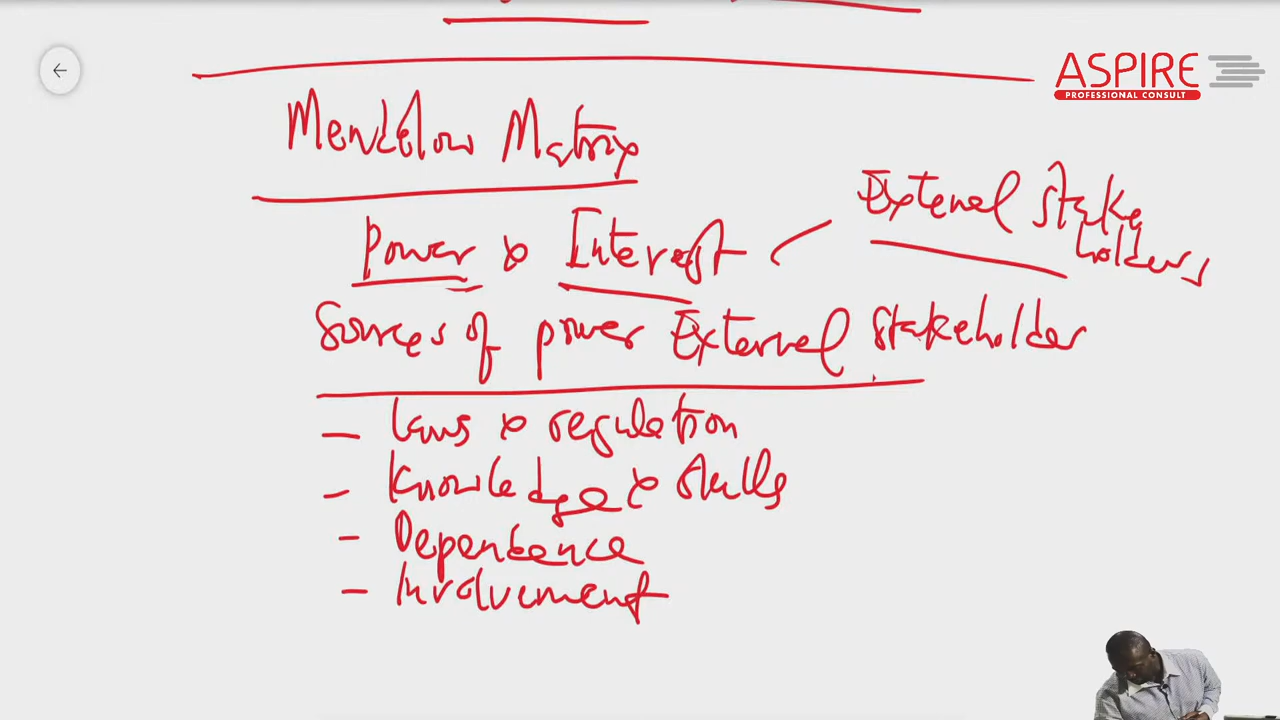 ASPIRE
PROFESSIONAL CONSULT
Mendelow Matrix
Power & Interest
External Stake
holders
Sources of power External Stakeholder
- Laws & regulation
- Knowledge & skills
- Dependence
- Involvement